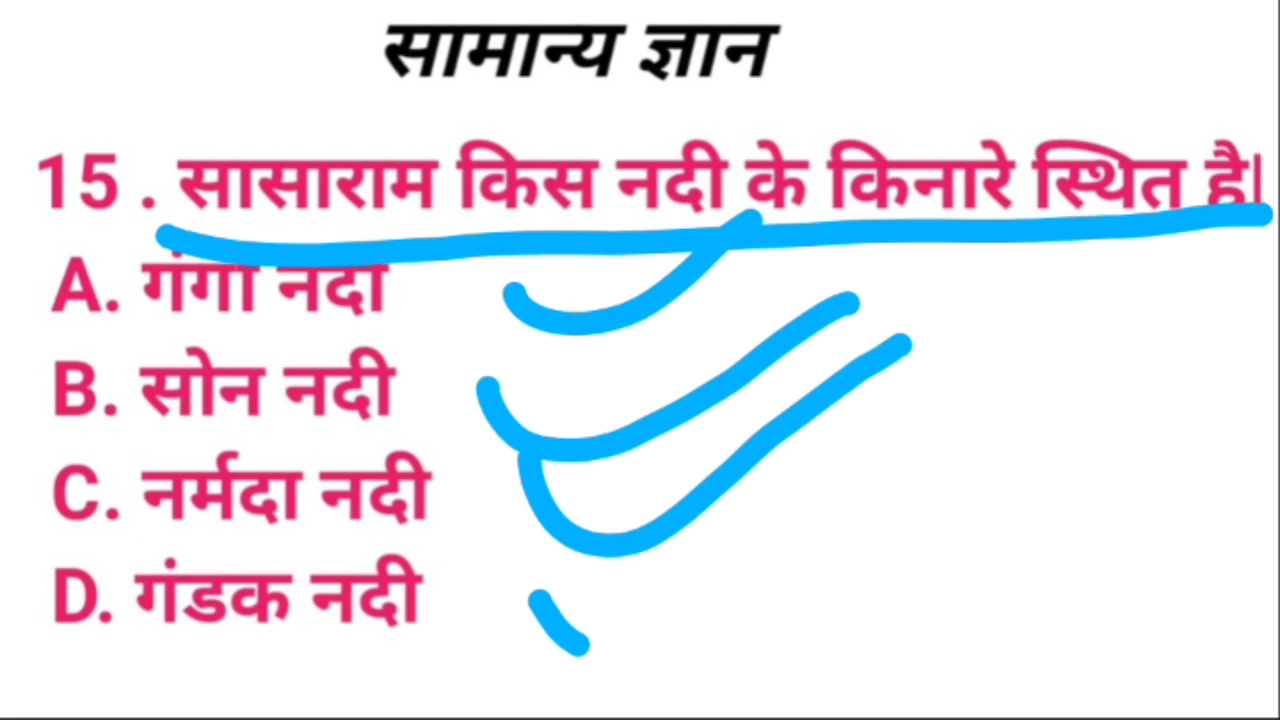 सामान्य ज्ञान
15 . सासाराम किस नदी के किनारे स्थित है|
A. गंगा नदी
B. सोन नदी
C. नर्मदा नदी
D. गंडक नदी